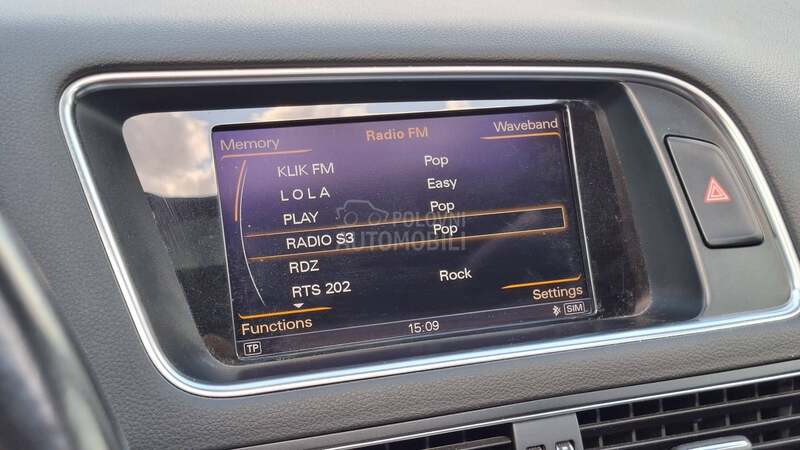 Memory Radio FM Waveband
KLIK FM Pop
L O L A Easy
PLAY Pop
RADIO S3 Pop
RDZ
RTS 202 Rock
Functions Settings
TP 15:09 SIM
POLOVNI
AUTOMOBILI